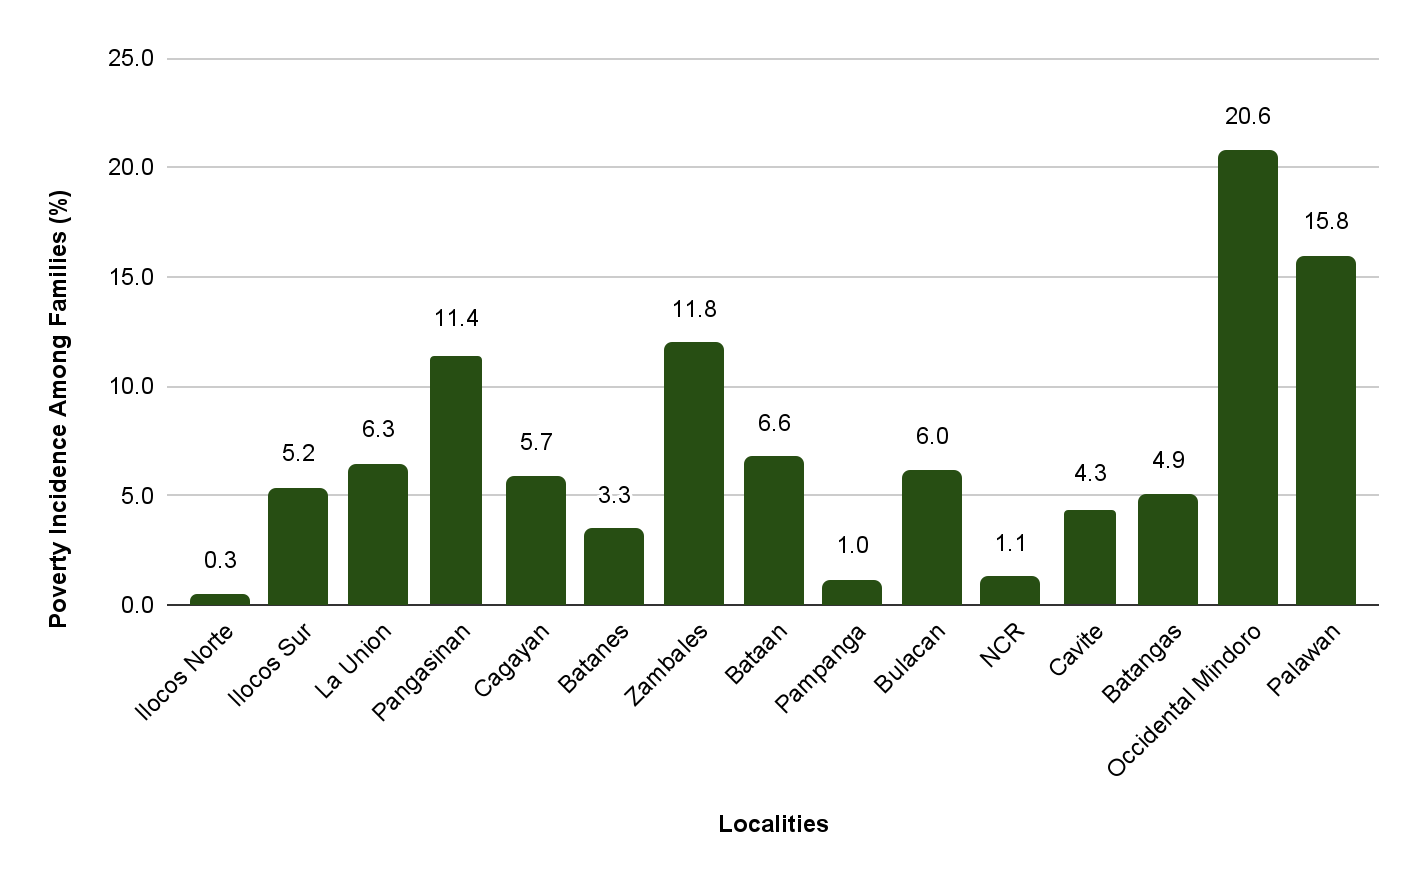 Poverty Incidence Among Families (%)
25.0
20.0
15.0
10.0
5.0
0.0
0.3
5.2
6.3
11.4
5.7
3.3
11.8
6.6
1.0
6.0
1.1
4.3
4.9
20.6
15.8
Ilocos Norte
Ilocos Sur
La Union
Pangasinan
Cagayan
Batanes
Zambales
Bataan
Pampanga
Bulacan
NCR
Cavite
Batangas
Occidental Mindoro
Palawan
Localities